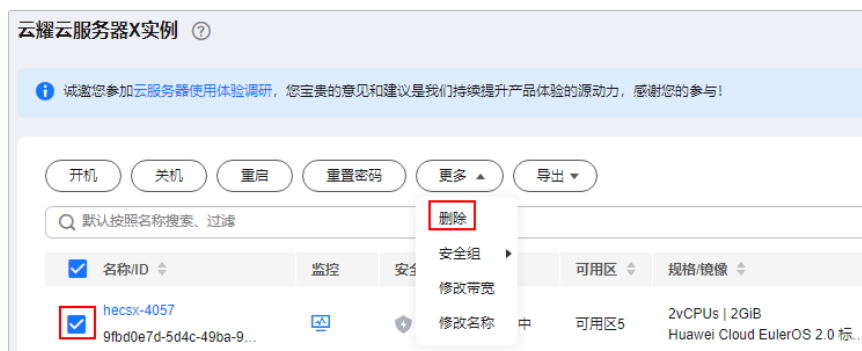 云耀云服务器X实例
诚邀您参加云服务器使用体验调研，您宝贵的意见和建议是我们持续提升产品体验的源动力，感谢您的参与！
开机 关机 重启 重置密码 更多 导出
默认按照名称搜索、过滤
删除
安全组
修改带宽
修改名称
名称/ID 监控 安全 可用区 规格/镜像
hecsx-4057
9fbd0e7d-5d4c-49ba-9...
中 可用区5
2vCPUs | 2GiB
Huawei Cloud EulerOS 2.0 标...